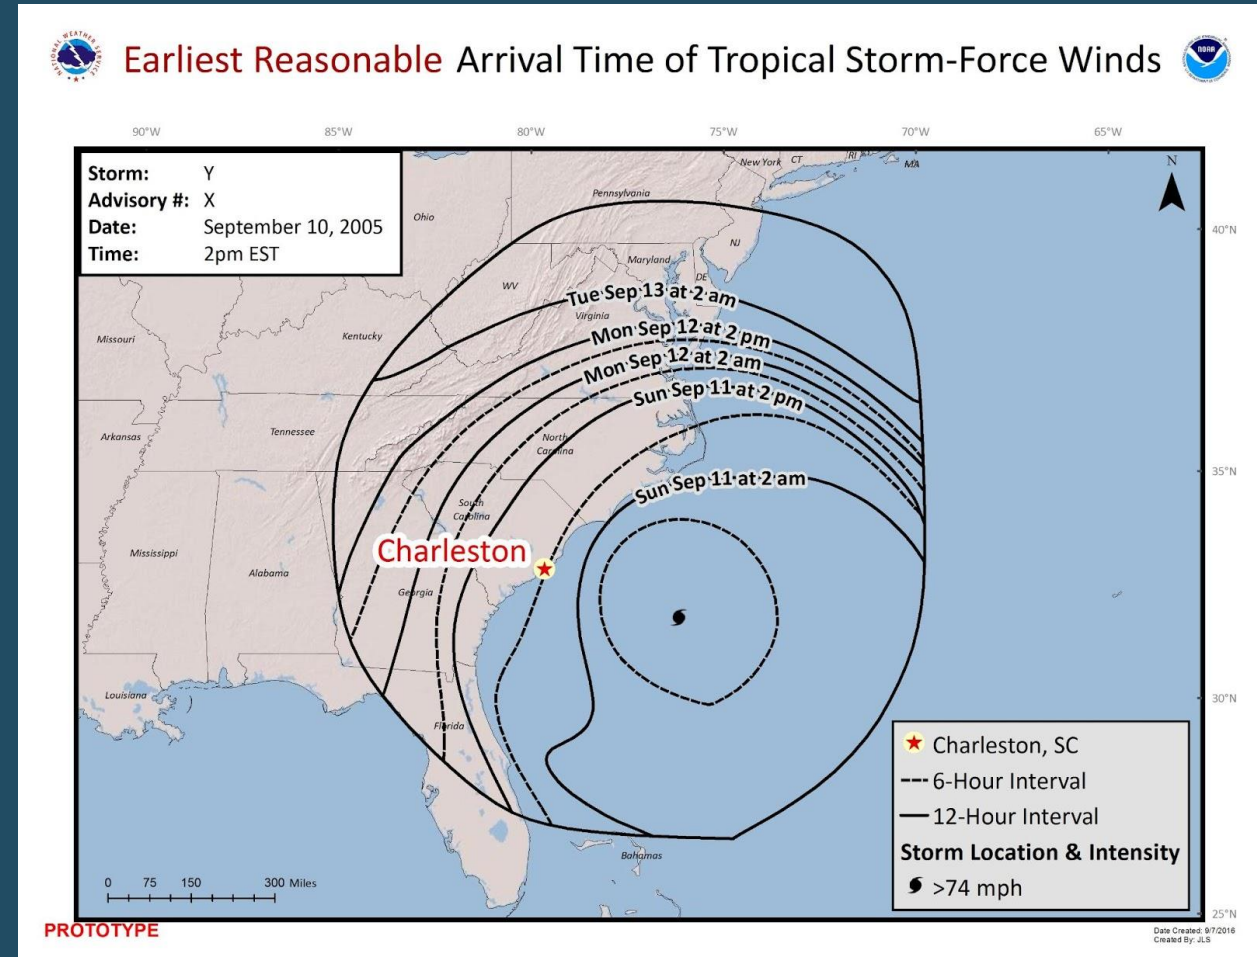 Earliest Reasonable Arrival Time of Tropical Storm-Force Winds
NATIONAL WEATHER SERVICE
NOAA
90°W 85°W 80°W 75°W 70°W 65°W
Storm: Y
Advisory #: X
Date: September 10, 2005
Time: 2pm EST
N
New York CT RI MA
Pennsylvania
Ohio
40°N
NJ
Maryland
DE
WV
Tue Sep 13 at 2 am
Virginia
Mon Sep 12 at 2 pm
Missouri
Kentucky
Mon Sep 12 at 2 am
Sun Sep 11 at 2 pm
Arkansas
Tennessee
North Carolina
35°N
Sun Sep 11 at 2 am
South Carolina
Charleston
Mississippi
Alabama
Georgia
Louisiana
30°N
Florida
Bahamas
Charleston, SC
6-Hour Interval
12-Hour Interval
Storm Location & Intensity
>74 mph
0 75 150 300 Miles
25°N
PROTOTYPE
Date Created: 9/7/2016
Created By: JLS